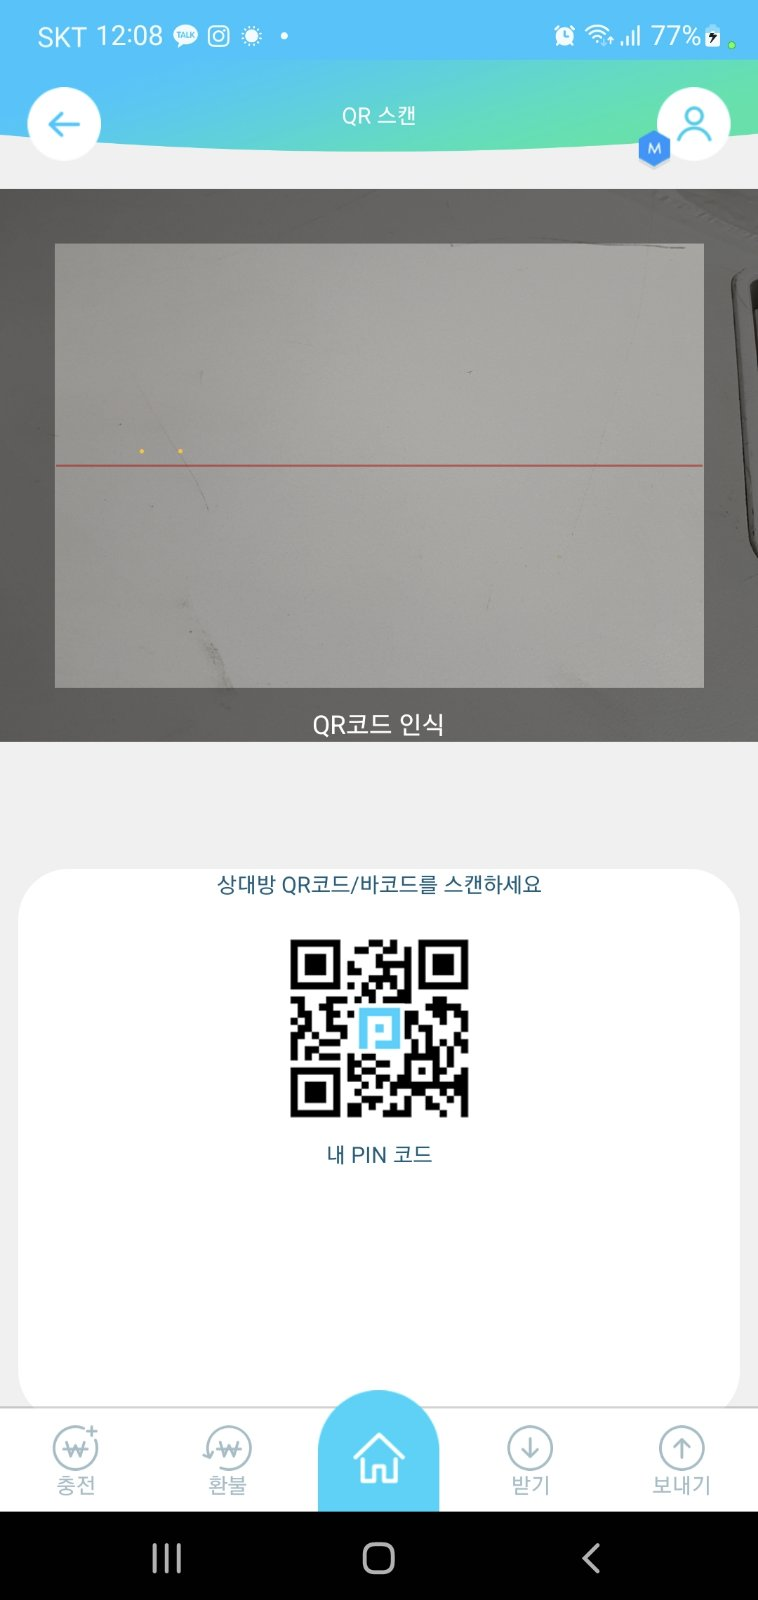 SKT 12:08 TALK 77%
QR 스캔
M
QR코드 인식
상대방 QR코드/바코드를 스캔하세요
내 PIN 코드
충전 환불 받기 보내기